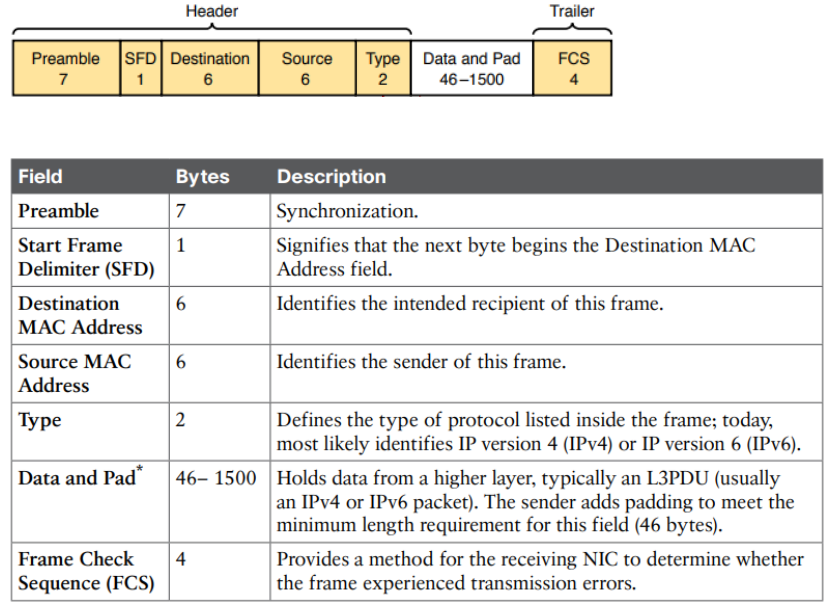 Header Trailer
Preamble SFD Destination Source Type Data and Pad FCS
7 1 6 6 2 46–1500 4
Field Bytes Description
Preamble 7 Synchronization.
Start Frame 1 Signifies that the next byte begins the Destination MAC
Delimiter (SFD) Address field.
Destination 6 Identifies the intended recipient of this frame.
MAC Address
Source MAC 6 Identifies the sender of this frame.
Address
Type 2 Defines the type of protocol listed inside the frame; today,
most likely identifies IP version 4 (IPv4) or IP version 6 (IPv6).
Data and Pad* 46– 1500 Holds data from a higher layer, typically an L3PDU (usually
an IPv4 or IPv6 packet). The sender adds padding to meet the
minimum length requirement for this field (46 bytes).
Frame Check 4 Provides a method for the receiving NIC to determine whether
Sequence (FCS) the frame experienced transmission errors.